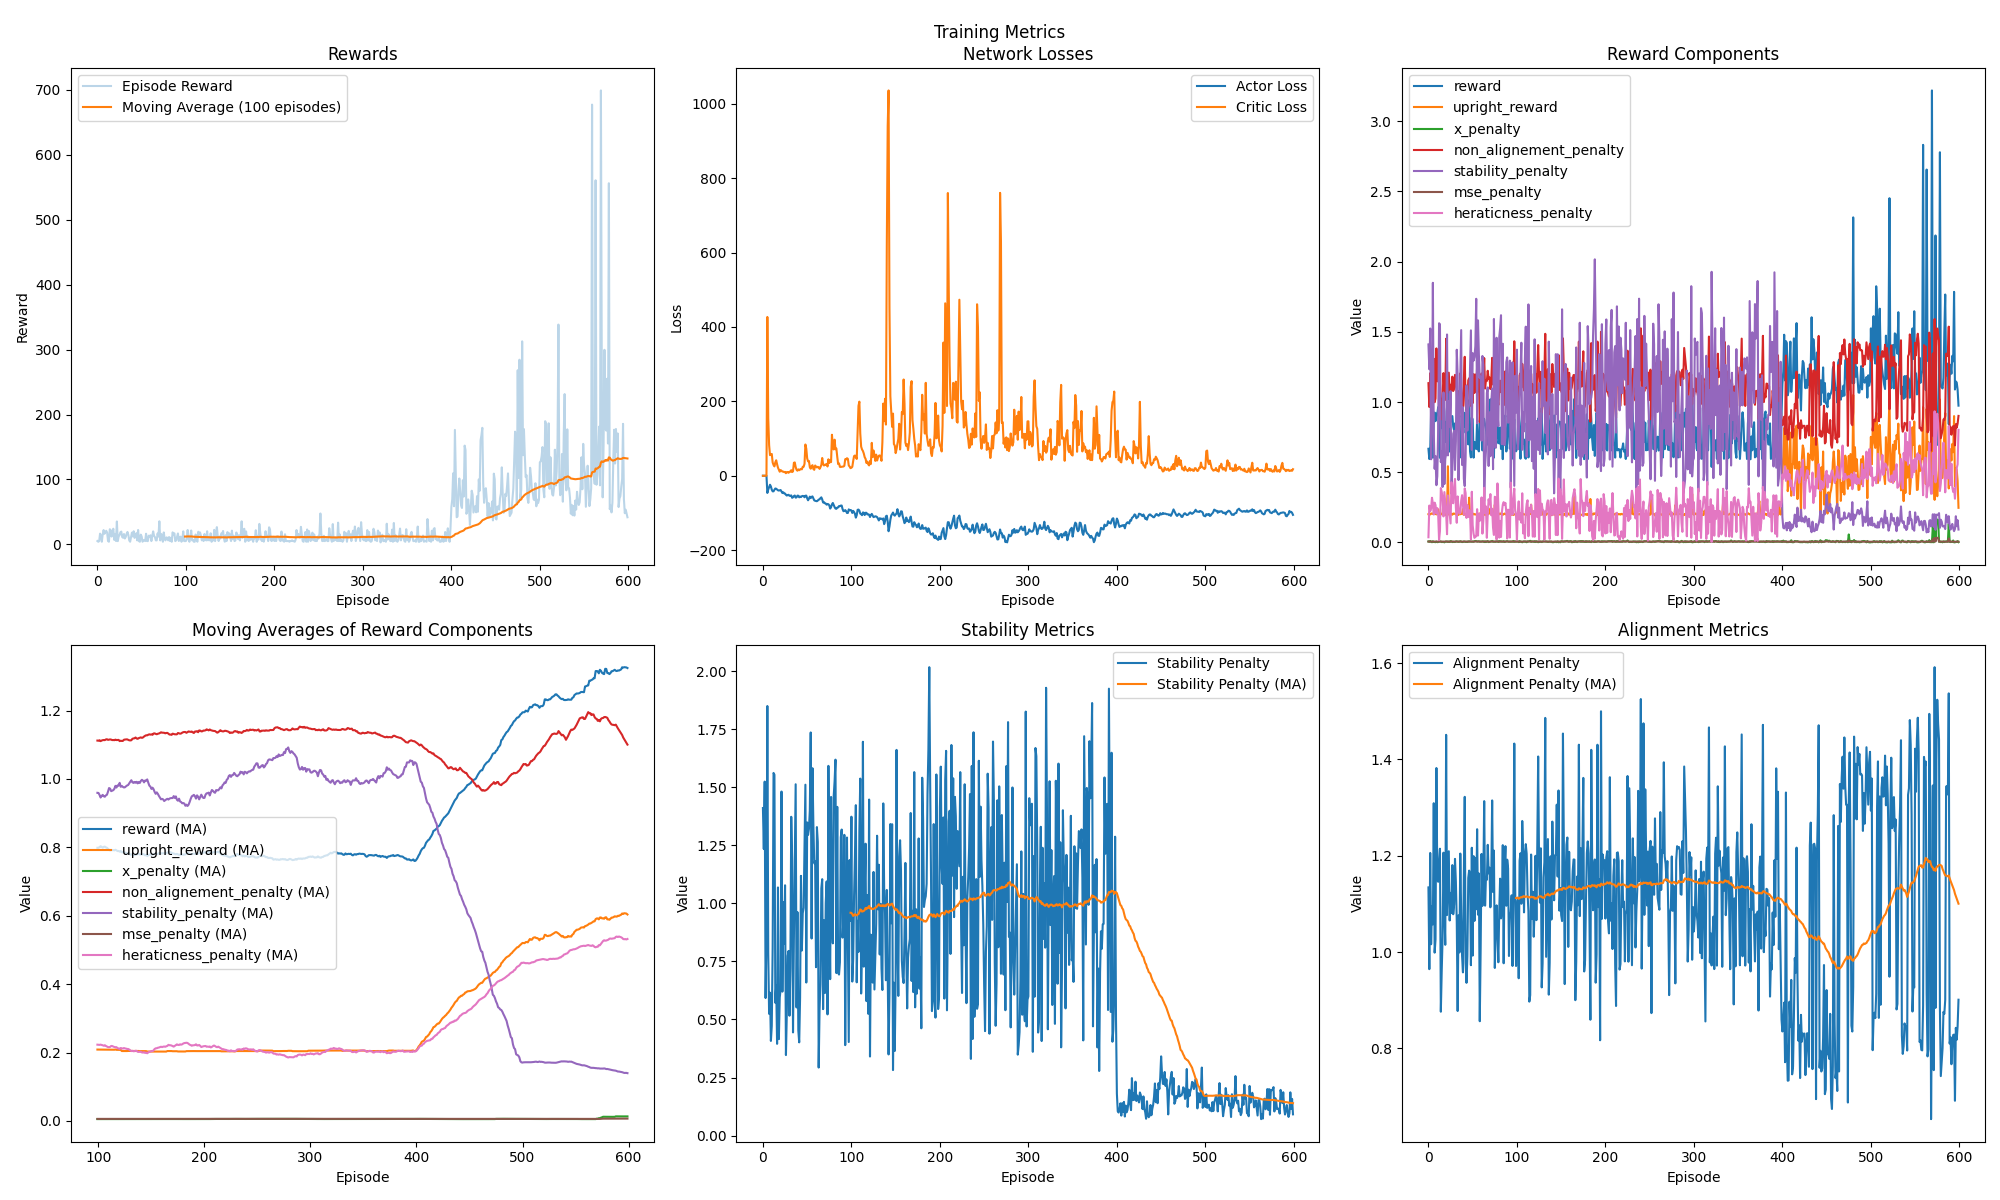 Training Metrics
Rewards
Episode Reward
Moving Average (100 episodes)
Reward
700
600
500
400
300
200
100
0
0 100 200 300 400 500 600
Episode
Network Losses
Actor Loss
Critic Loss
Loss
1000
800
600
400
200
0
−200
0 100 200 300 400 500 600
Episode
Reward Components
reward
upright_reward
x_penalty
non_alignement_penalty
stability_penalty
mse_penalty
heraticness_penalty
Value
3.0
2.5
2.0
1.5
1.0
0.5
0.0
0 100 200 300 400 500 600
Episode
Moving Averages of Reward Components
reward (MA)
upright_reward (MA)
x_penalty (MA)
non_alignement_penalty (MA)
stability_penalty (MA)
mse_penalty (MA)
heraticness_penalty (MA)
Value
1.2
1.0
0.8
0.6
0.4
0.2
0.0
100 200 300 400 500 600
Episode
Stability Metrics
Stability Penalty
Stability Penalty (MA)
Value
2.00
1.75
1.50
1.25
1.00
0.75
0.50
0.25
0.00
0 100 200 300 400 500 600
Episode
Alignment Metrics
Alignment Penalty
Alignment Penalty (MA)
Value
1.6
1.4
1.2
1.0
0.8
0 100 200 300 400 500 600
Episode